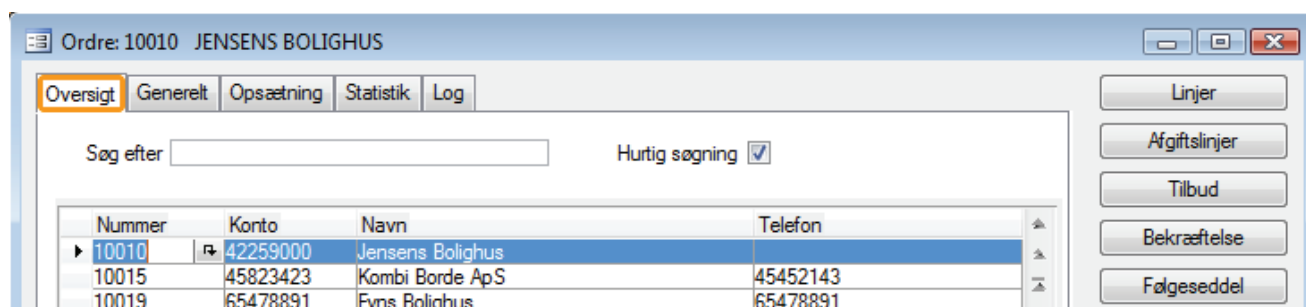 Ordre: 10010 JENSENS BOLIGHUS
Oversigt Generelt Opsætning Statistik Log
Linjer
Søg efter Hurtig søgning
Afgiftslinjer
Tilbud
Nummer Konto Navn Telefon
Bekræftelse
10010 42259000 Jensens Bolighus
10015 45823423 Kombi Borde ApS 45452143
Følgeseddel
10019 65478891 Fyns Bolighus 65478891